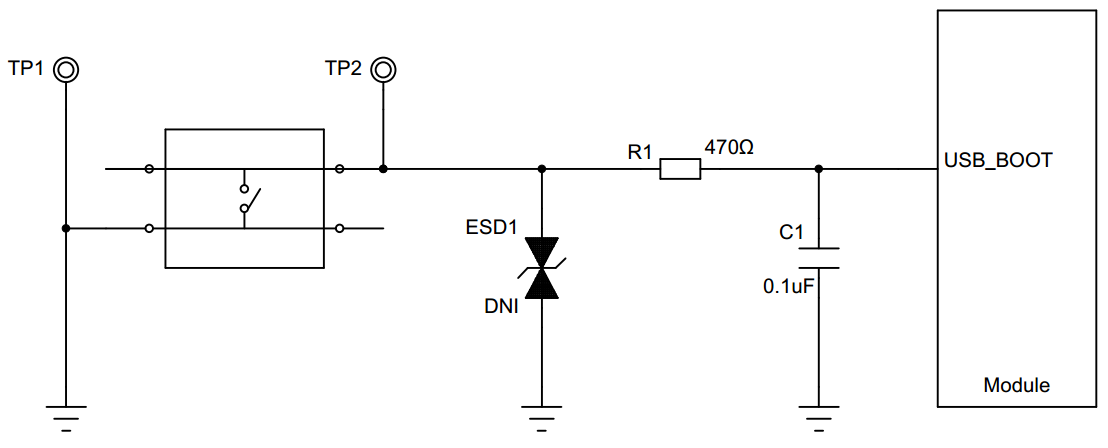 TP1
TP2
R1
470Ω
USB_BOOT
ESD1
C1
0.1uF
DNI
Module